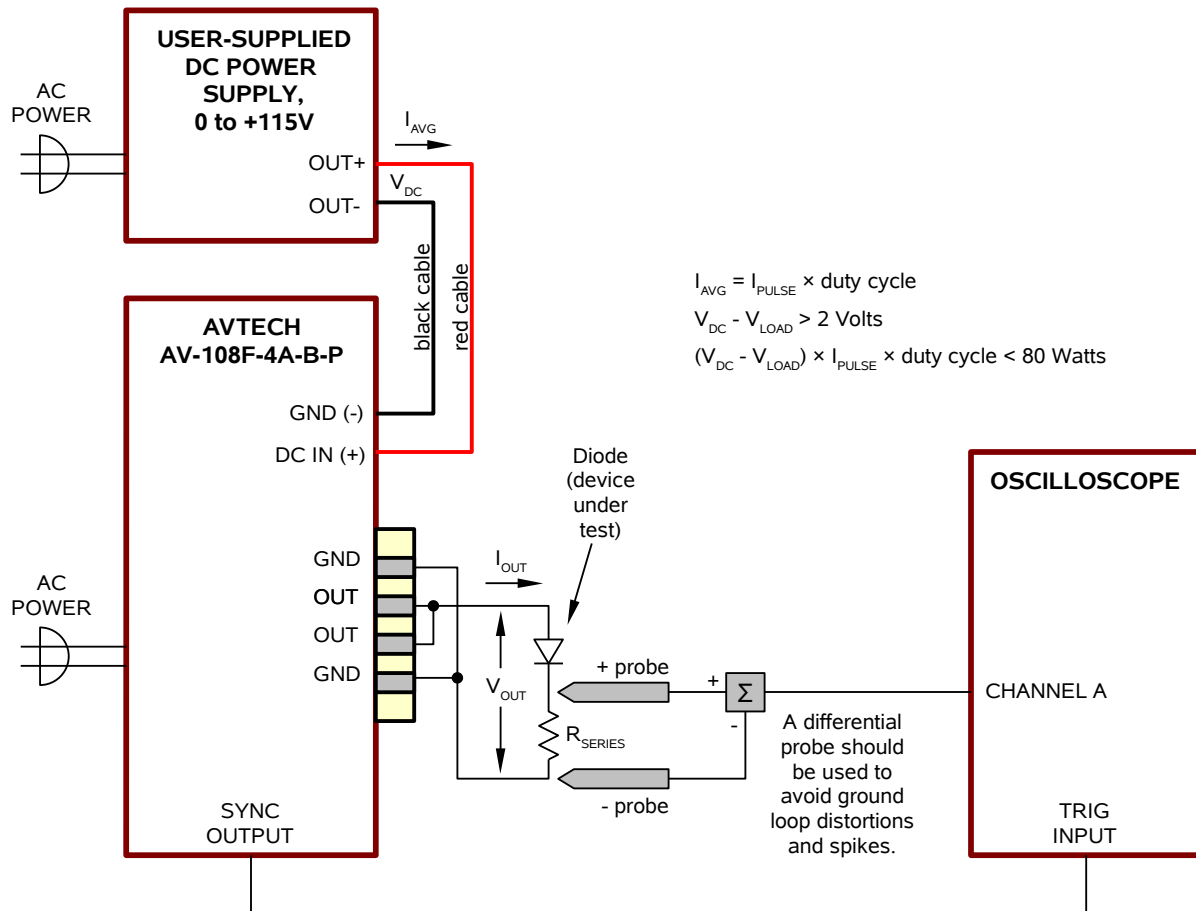 USER-SUPPLIED
DC POWER
SUPPLY,
0 to +115V
AC
POWER
I_AVG
OUT+
V_DC
OUT-
black cable
red cable
I_AVG = I_PULSE × duty cycle
V_DC - V_LOAD > 2 Volts
(V_DC - V_LOAD) × I_PULSE × duty cycle < 80 Watts
AVTECH
AV-108F-4A-B-P
GND (-)
DC IN (+)
Diode
(device
under
test)
OSCILLOSCOPE
GND
OUT
OUT
GND
I_OUT
AC
POWER
V_OUT
+ probe
+
Σ
-
CHANNEL A
R_SERIES
- probe
A differential
probe should
be used to
avoid ground
loop distortions
and spikes.
SYNC
OUTPUT
TRIG
INPUT